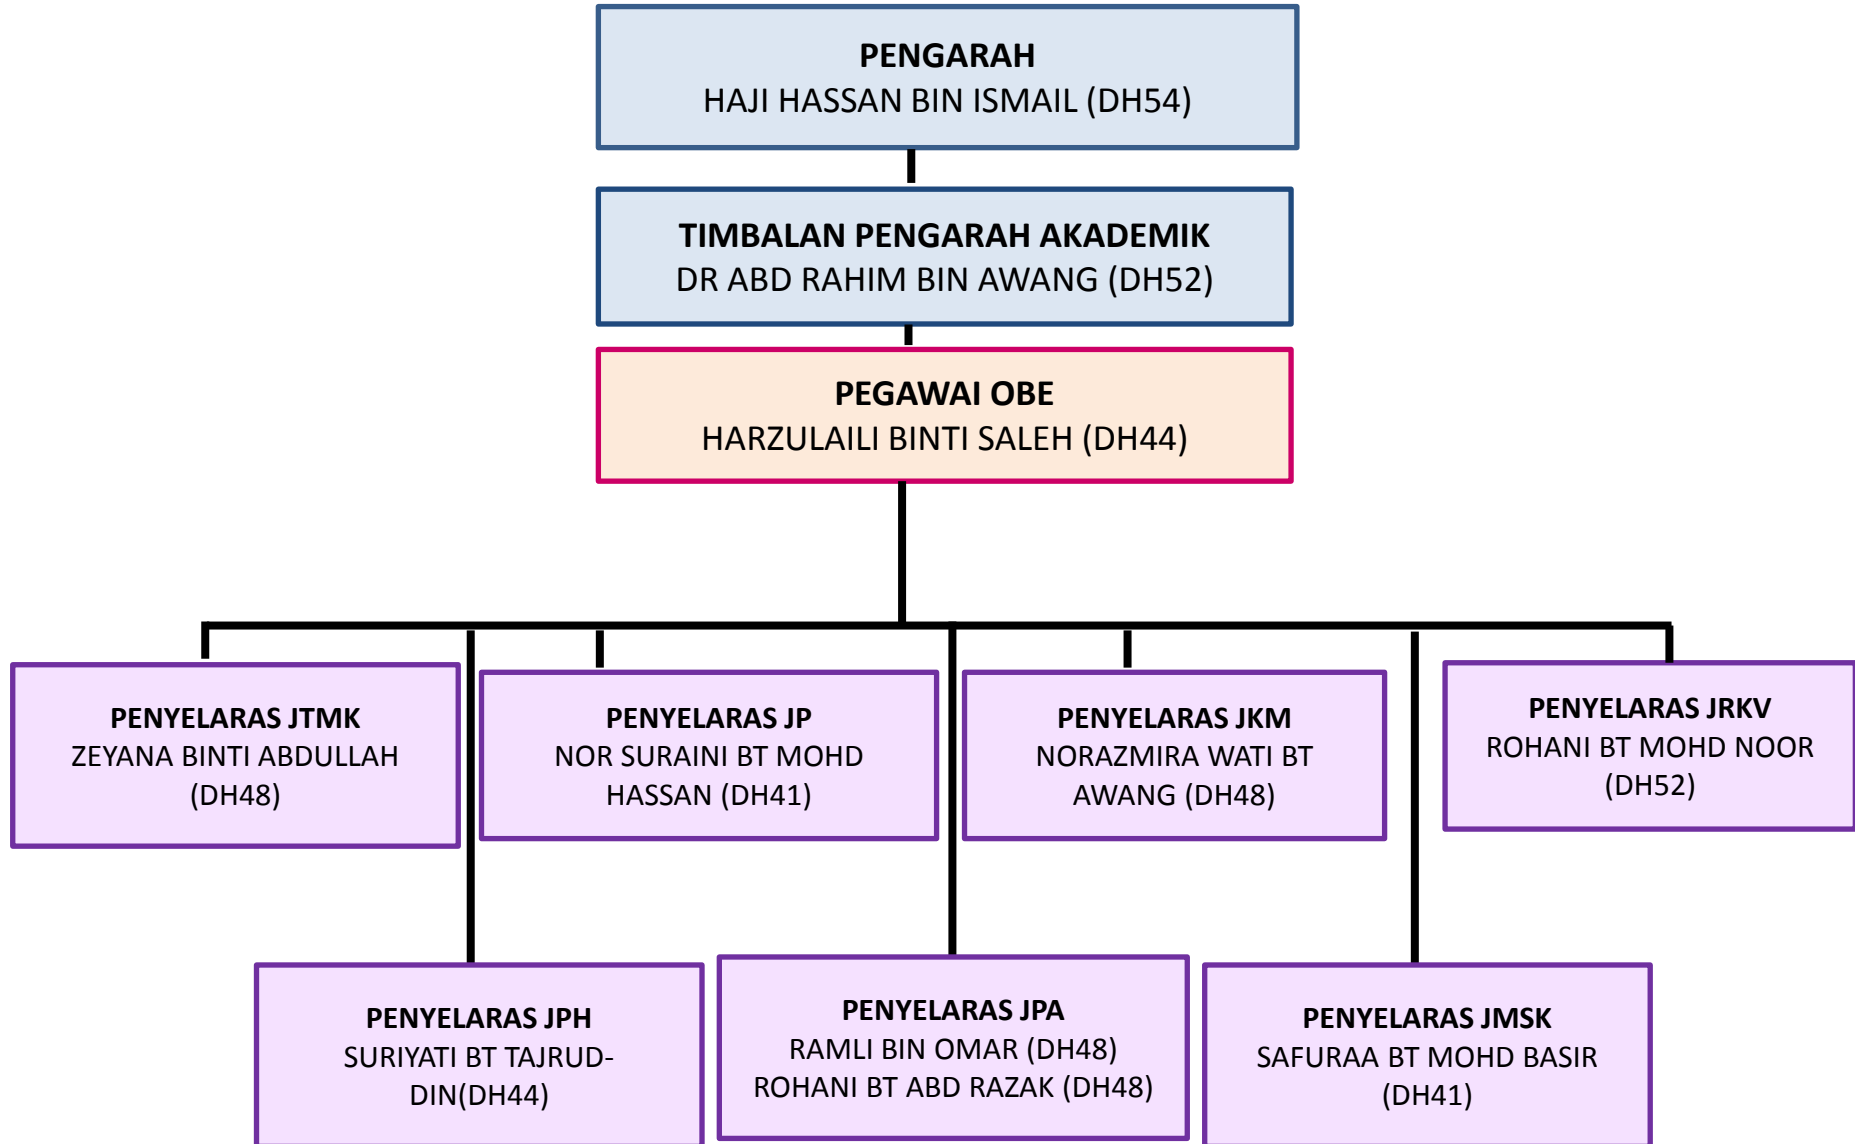 PENGARAH
HAJI HASSAN BIN ISMAIL (DH54)
TIMBALAN PENGARAH AKADEMIK
DR ABD RAHIM BIN AWANG (DH52)
PEGAWAI OBE
HARZULAILI BINTI SALEH (DH44)
PENYELARAS JTMK
ZEYANA BINTI ABDULLAH
(DH48)
PENYELARAS JP
NOR SURAINI BT MOHD
HASSAN (DH41)
PENYELARAS JKM
NORAZMIRA WATI BT
AWANG (DH48)
PENYELARAS JRKV
ROHANI BT MOHD NOOR
(DH52)
PENYELARAS JPH
SURIYATI BT TAJRUD-
DIN(DH44)
PENYELARAS JPA
RAMLI BIN OMAR (DH48)
ROHANI BT ABD RAZAK (DH48)
PENYELARAS JMSK
SAFURAA BT MOHD BASIR
(DH41)